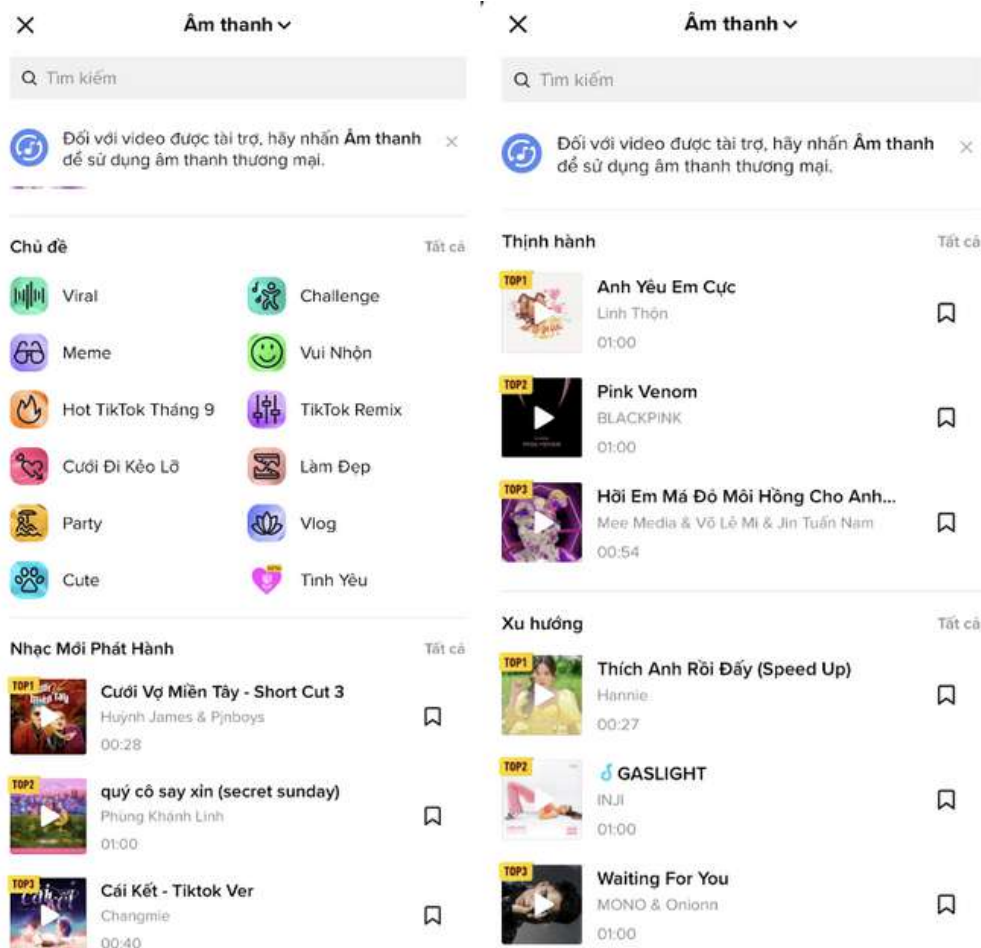 Âm thanh
Tìm kiếm
Đối với video được tài trợ, hãy nhấn Âm thanh
để sử dụng âm thanh thương mại.
Chủ đề
Tất cả
Viral
Challenge
Meme
Vui Nhộn
Hot TikTok Tháng 9
TikTok Remix
Cưới Đi Kẻo Lỡ
Làm Đẹp
Party
Vlog
Cute
Tình Yêu
Nhạc Mới Phát Hành
Tất cả
TOP1
Cưới Vợ Miền Tây - Short Cut 3
Huỳnh James & Pjnboys
00:28
TOP2
quý cô say xỉn (secret sunday)
Phùng Khánh Linh
01:00
TOP3
Cái Kết - Tiktok Ver
Changmie
00:40
Âm thanh
Tìm kiếm
Đối với video được tài trợ, hãy nhấn Âm thanh
để sử dụng âm thanh thương mại.
Thịnh hành
Tất cả
TOP1
Anh Yêu Em Cực
Linh Thộn
01:00
TOP2
Pink Venom
BLACKPINK
01:00
TOP3
Hỡi Em Má Đỏ Môi Hồng Cho Anh...
Mee Media & Võ Lê Mi & Jin Tuấn Nam
00:54
Xu hướng
Tất cả
TOP1
Thích Anh Rồi Đấy (Speed Up)
Hannie
00:27
TOP2
GASLIGHT
INJI
01:00
TOP3
Waiting For You
MONO & Onionn
01:00